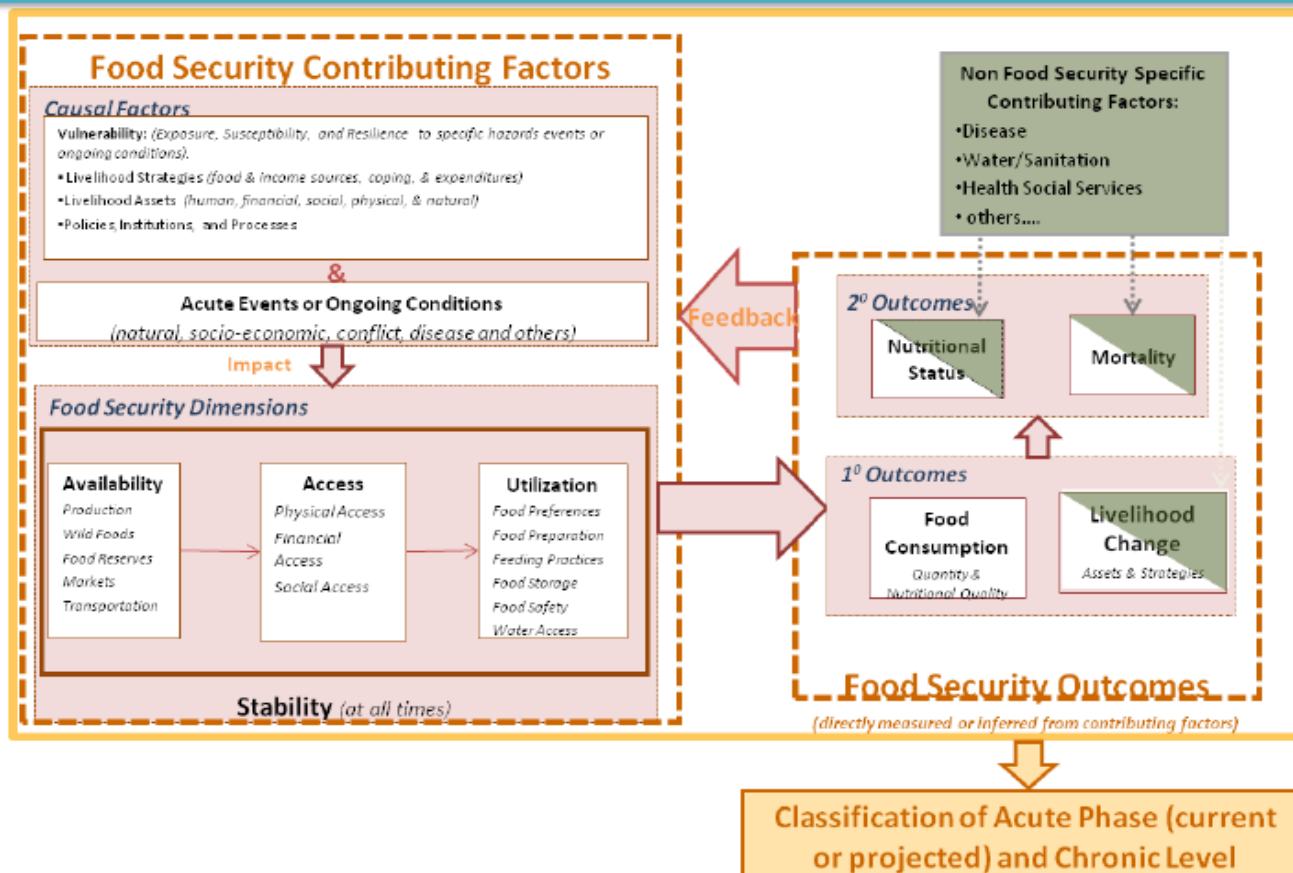 Food Security Contributing Factors
Causal Factors
Vulnerability: (Exposure, Susceptibility, and Resilience to specific hazards events or
ongoing conditions).
•Livelihood Strategies (food & income sources, coping, & expenditures)
•Livelihood Assets (human, financial, social, physical, & natural)
•Policies, Institutions, and Processes
&
Acute Events or Ongoing Conditions
(natural, socio-economic, conflict, disease and others)
Impact
Food Security Dimensions
Availability
Production
Wild Foods
Food Reserves
Markets
Transportation
Access
Physical Access
Financial
Access
Social Access
Utilization
Food Preferences
Food Preparation
Feeding Practices
Food Storage
Food Safety
Water Access
Stability (at all times)
Feedback
Non Food Security Specific
Contributing Factors:
•Disease
•Water/Sanitation
•Health Social Services
• others....
2⁰ Outcomes
Nutritional
Status
Mortality
1⁰ Outcomes
Food
Consumption
Quantity &
Nutritional Quality
Livelihood
Change
Assets & Strategies
Food Security Outcomes
(directly measured or inferred from contributing factors)
Classification of Acute Phase (current
or projected) and Chronic Level